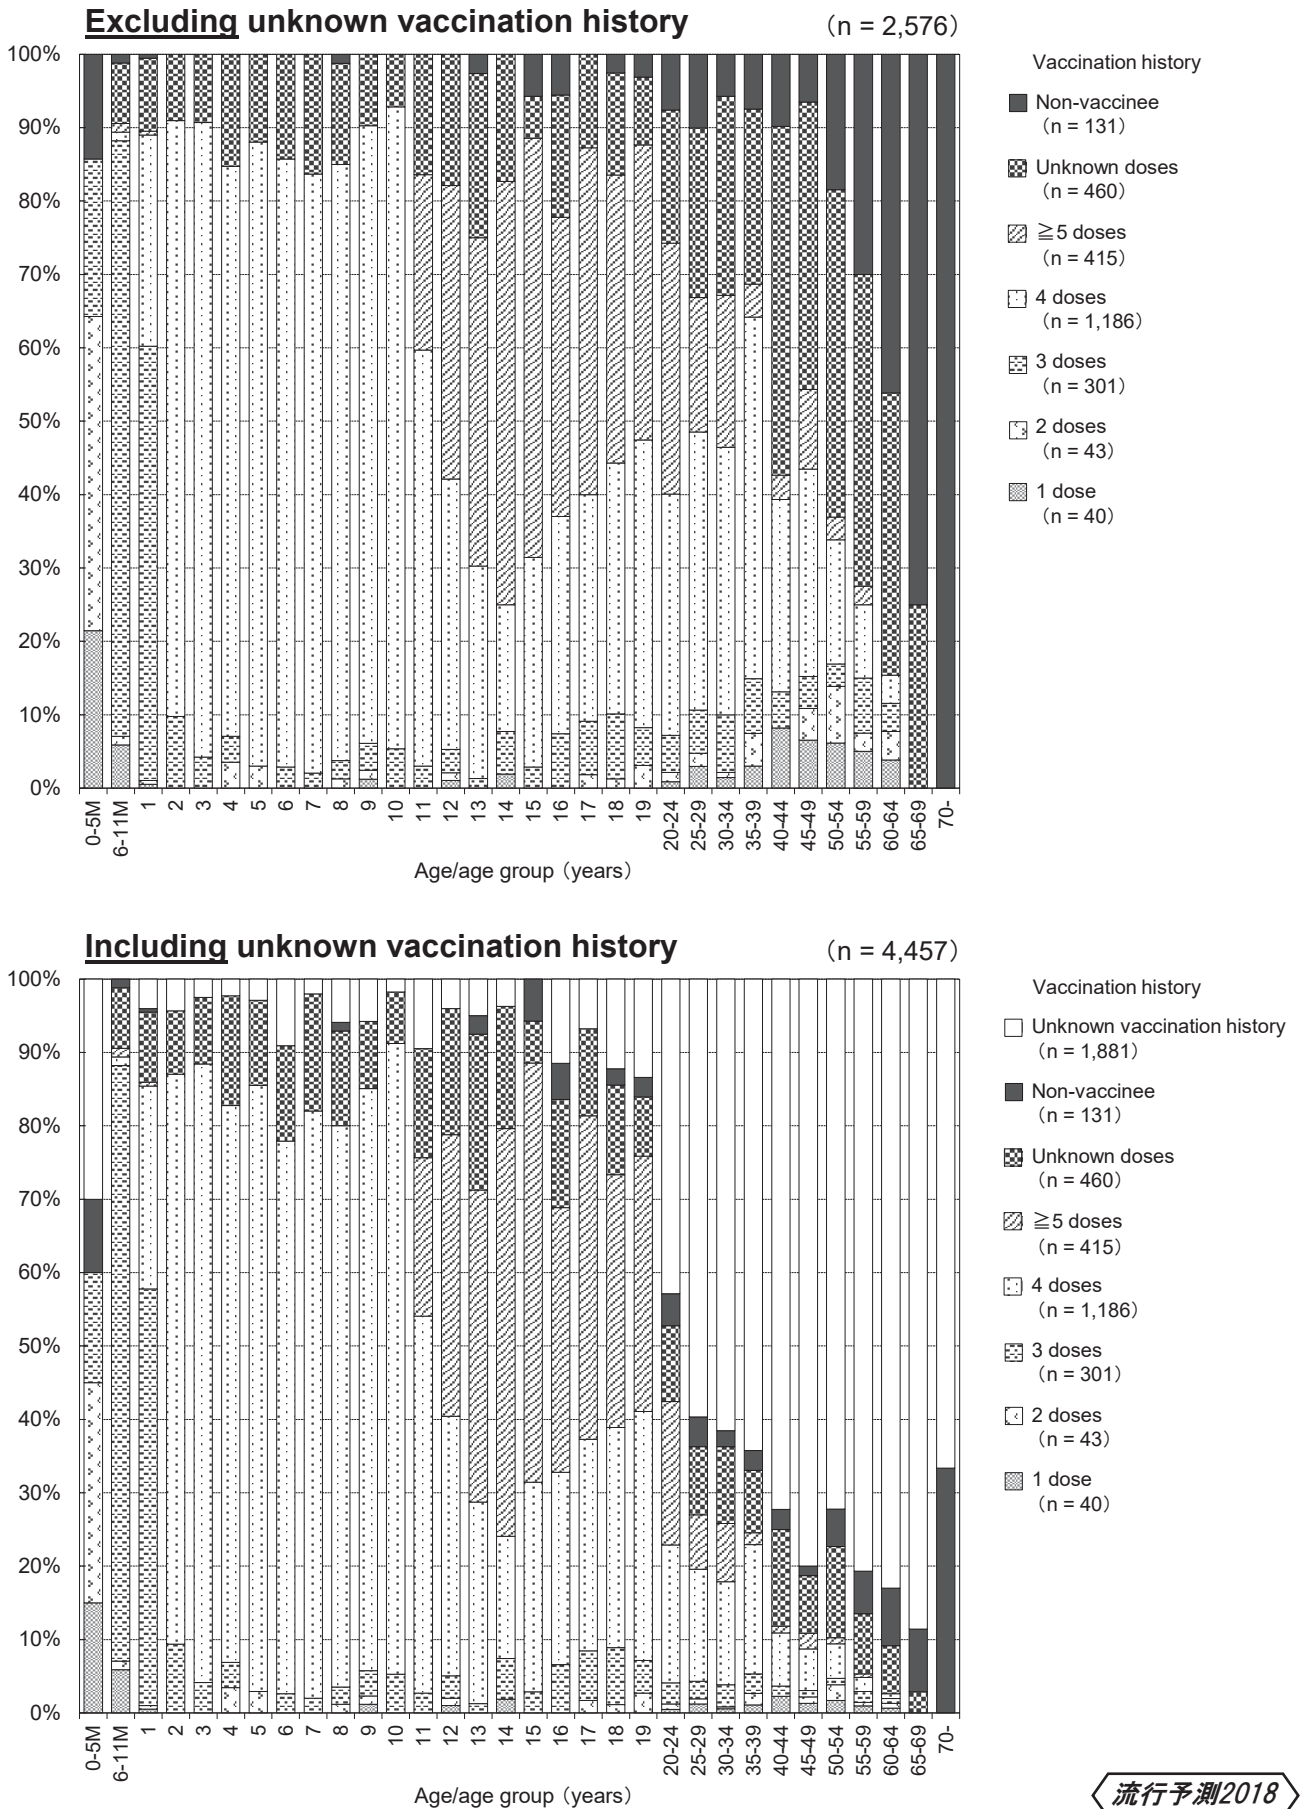 Excluding unknown vaccination history
（n = 2,576）
100%
90%
80%
70%
60%
50%
40%
30%
20%
10%
0%
0-5M
6-11M
1
2
3
4
5
6
7
8
9
10
11
12
13
14
15
16
17
18
19
20-24
25-29
30-34
35-39
40-44
45-49
50-54
55-59
60-64
65-69
70-
Age/age group（years）
Vaccination history
Non-vaccinee
（n = 131）
Unknown doses
（n = 460）
≧5 doses
（n = 415）
4 doses
（n = 1,186）
3 doses
（n = 301）
2 doses
（n = 43）
1 dose
（n = 40）
Including unknown vaccination history
（n = 4,457）
100%
90%
80%
70%
60%
50%
40%
30%
20%
10%
0%
0-5M
6-11M
1
2
3
4
5
6
7
8
9
10
11
12
13
14
15
16
17
18
19
20-24
25-29
30-34
35-39
40-44
45-49
50-54
55-59
60-64
65-69
70-
Age/age group（years）
Vaccination history
Unknown vaccination history
（n = 1,881）
Non-vaccinee
（n = 131）
Unknown doses
（n = 460）
≧5 doses
（n = 415）
4 doses
（n = 1,186）
3 doses
（n = 301）
2 doses
（n = 43）
1 dose
（n = 40）
流行予測2018